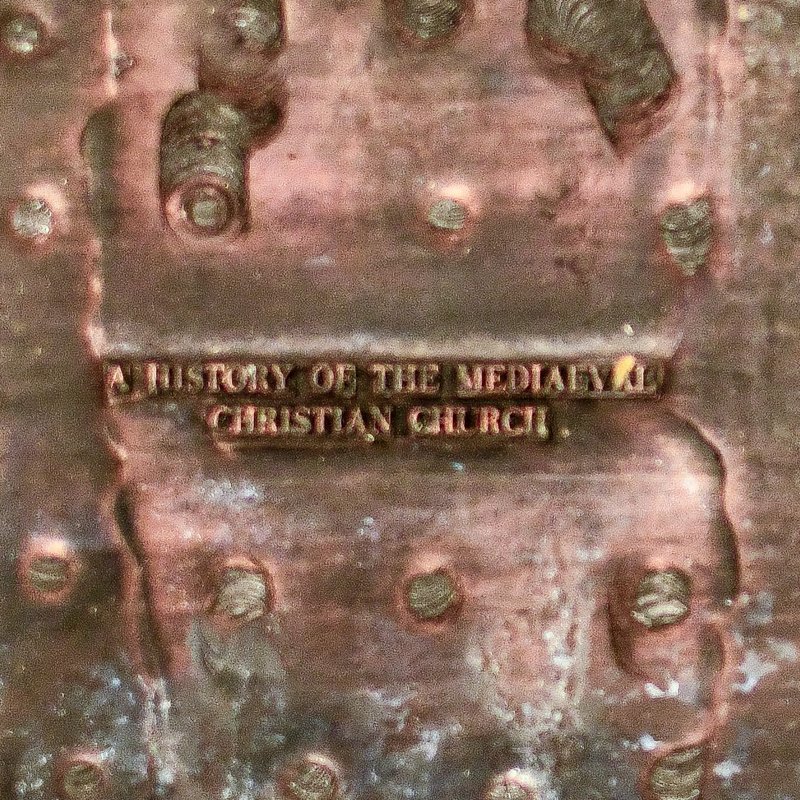 A HISTORY OF THE MEDIAEVAL
CHRISTIAN CHURCH